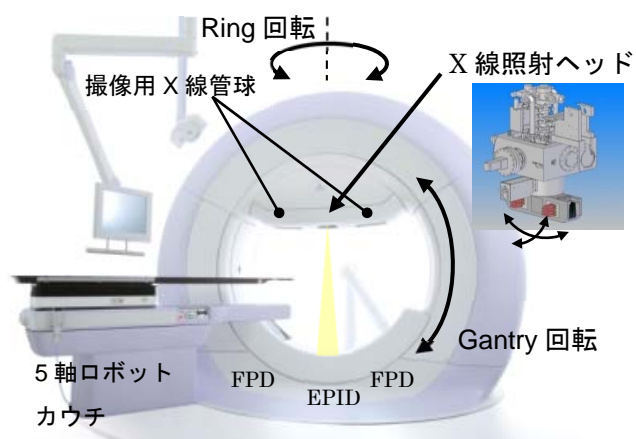 Ring 回転
X 線照射ヘッド
撮像用 X 線管球
Gantry 回転
5 軸ロボット
カウチ
FPD
EPID
FPD